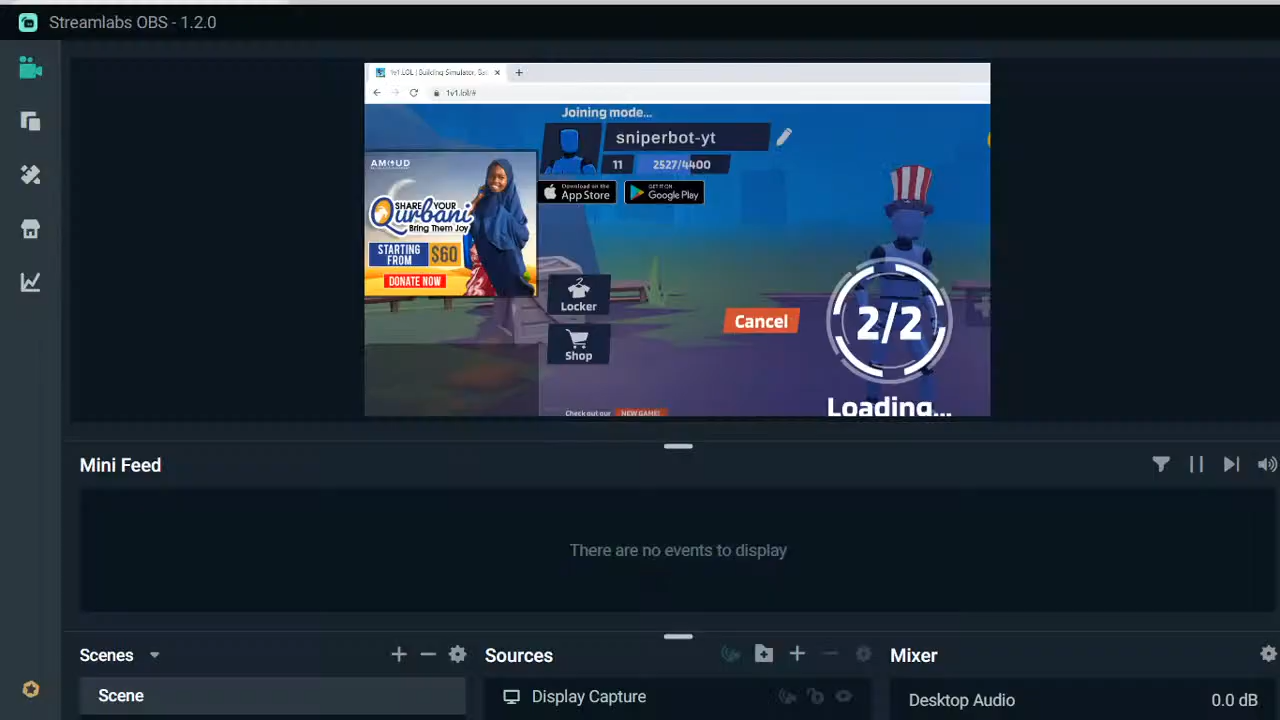 Streamlabs OBS - 1.2.0
1v1.LOL | Building Simulator, Ba
1v1.lol/#
Joining mode...
sniperbot-yt
11
2527/4400
Download on the
App Store
GET IT ON
Google Play
AMOUD
SHARE YOUR
Qurbani
Bring Them Joy
STARTING
FROM
$60
DONATE NOW
Locker
Shop
Cancel
2/2
Loading...
Check out our NEW GAME!
Mini Feed
There are no events to display
Scenes
Scene
Sources
Display Capture
Mixer
Desktop Audio
0.0 dB